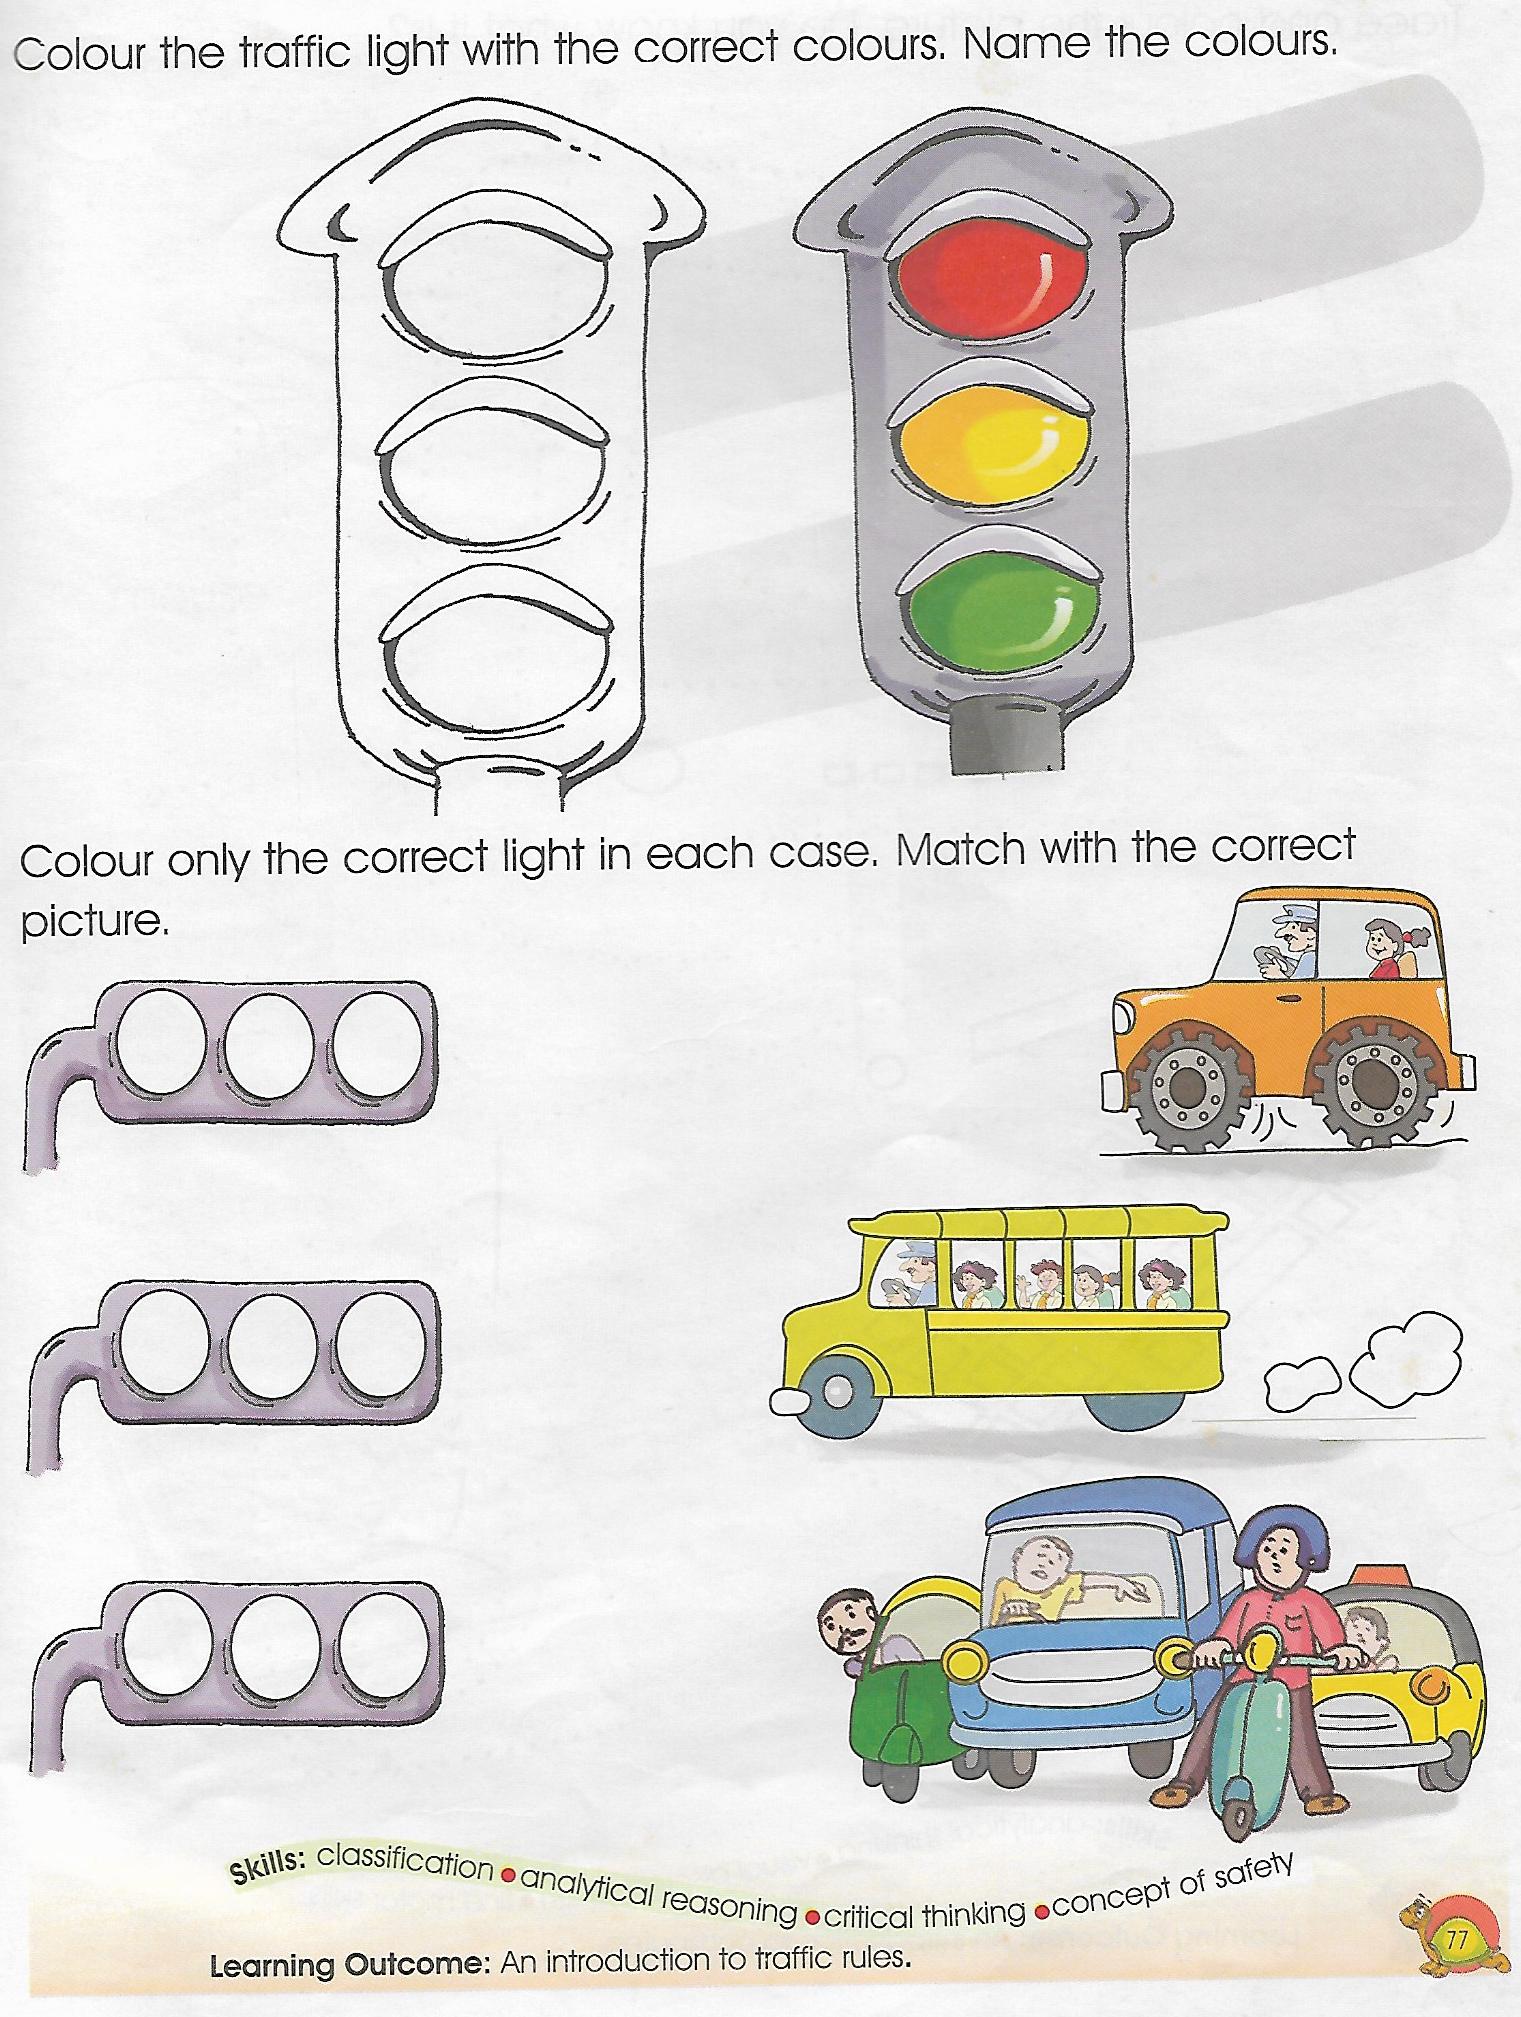 Colour the traffic light with the correct colours. Name the colours.
Colour only the correct light in each case. Match with the correct
picture.
Skills: classification • analytical reasoning • critical thinking • concept of safety
Learning Outcome: An introduction to traffic rules.
77